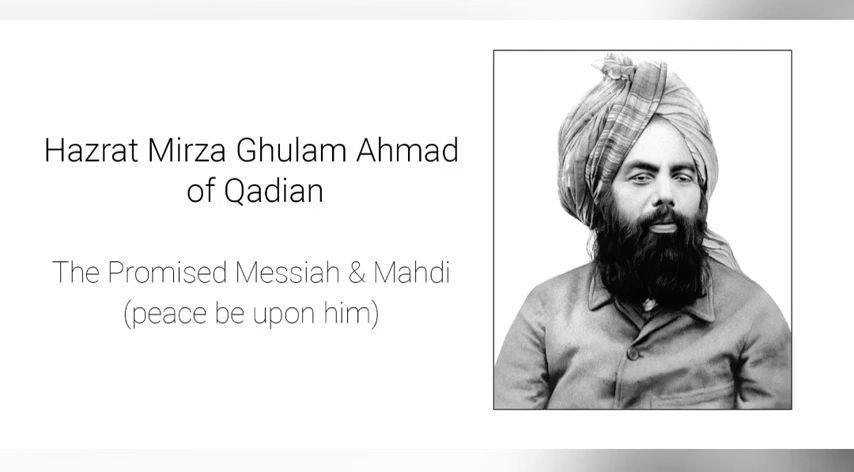 Hazrat Mirza Ghulam Ahmad
of Qadian
The Promised Messiah & Mahdi
(peace be upon him)